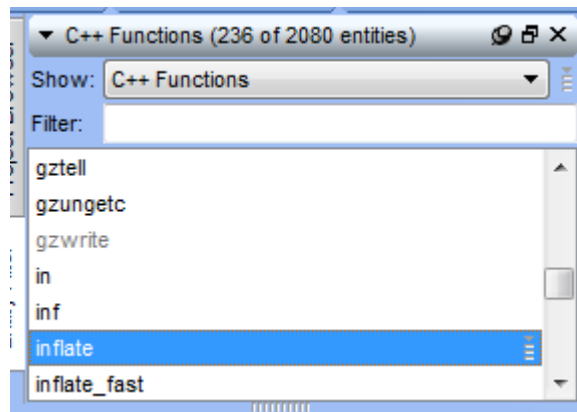 C++ Functions (236 of 2080 entities)
Show: C++ Functions
Filter:
gztell
gzungetc
gzwrite
in
inf
inflate
inflate_fast